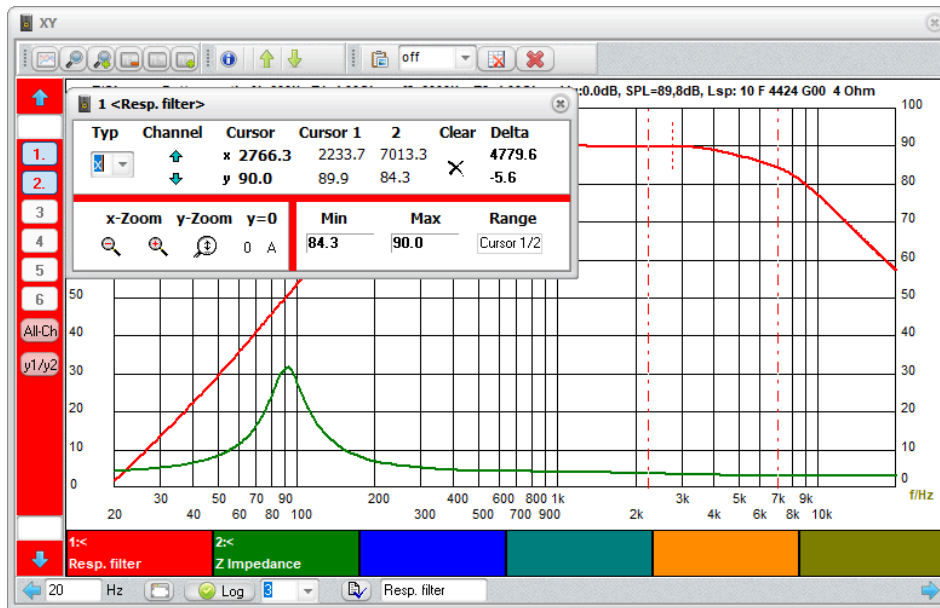 XY
off
:0.0dB, SPL=89,8dB, Lsp: 10 F 4424 G00 4 Ohm
1 <Resp. filter>
Typ Channel Cursor Cursor 1 2 Clear Delta
x x 2766.3 2233.7 7013.3 4779.6
y 90.0 89.9 84.3 -5.6
x-Zoom y-Zoom y=0 Min Max Range
0 A 84.3 90.0 Cursor 1/2
1.
2.
3
4
5
6
All-Ch
y1/y2
50
40
30
20
10
0
100
90
80
70
60
50
40
30
20
10
0
f/Hz
30 50 70 90 200 400 600 800 1k 3k 5k 7k 9k
20 40 60 80 100 300 500 700 900 2k 4k 6k 8k 10k
1:< 2:<
Resp. filter Z Impedance
20 Hz Log 3 Resp. filter